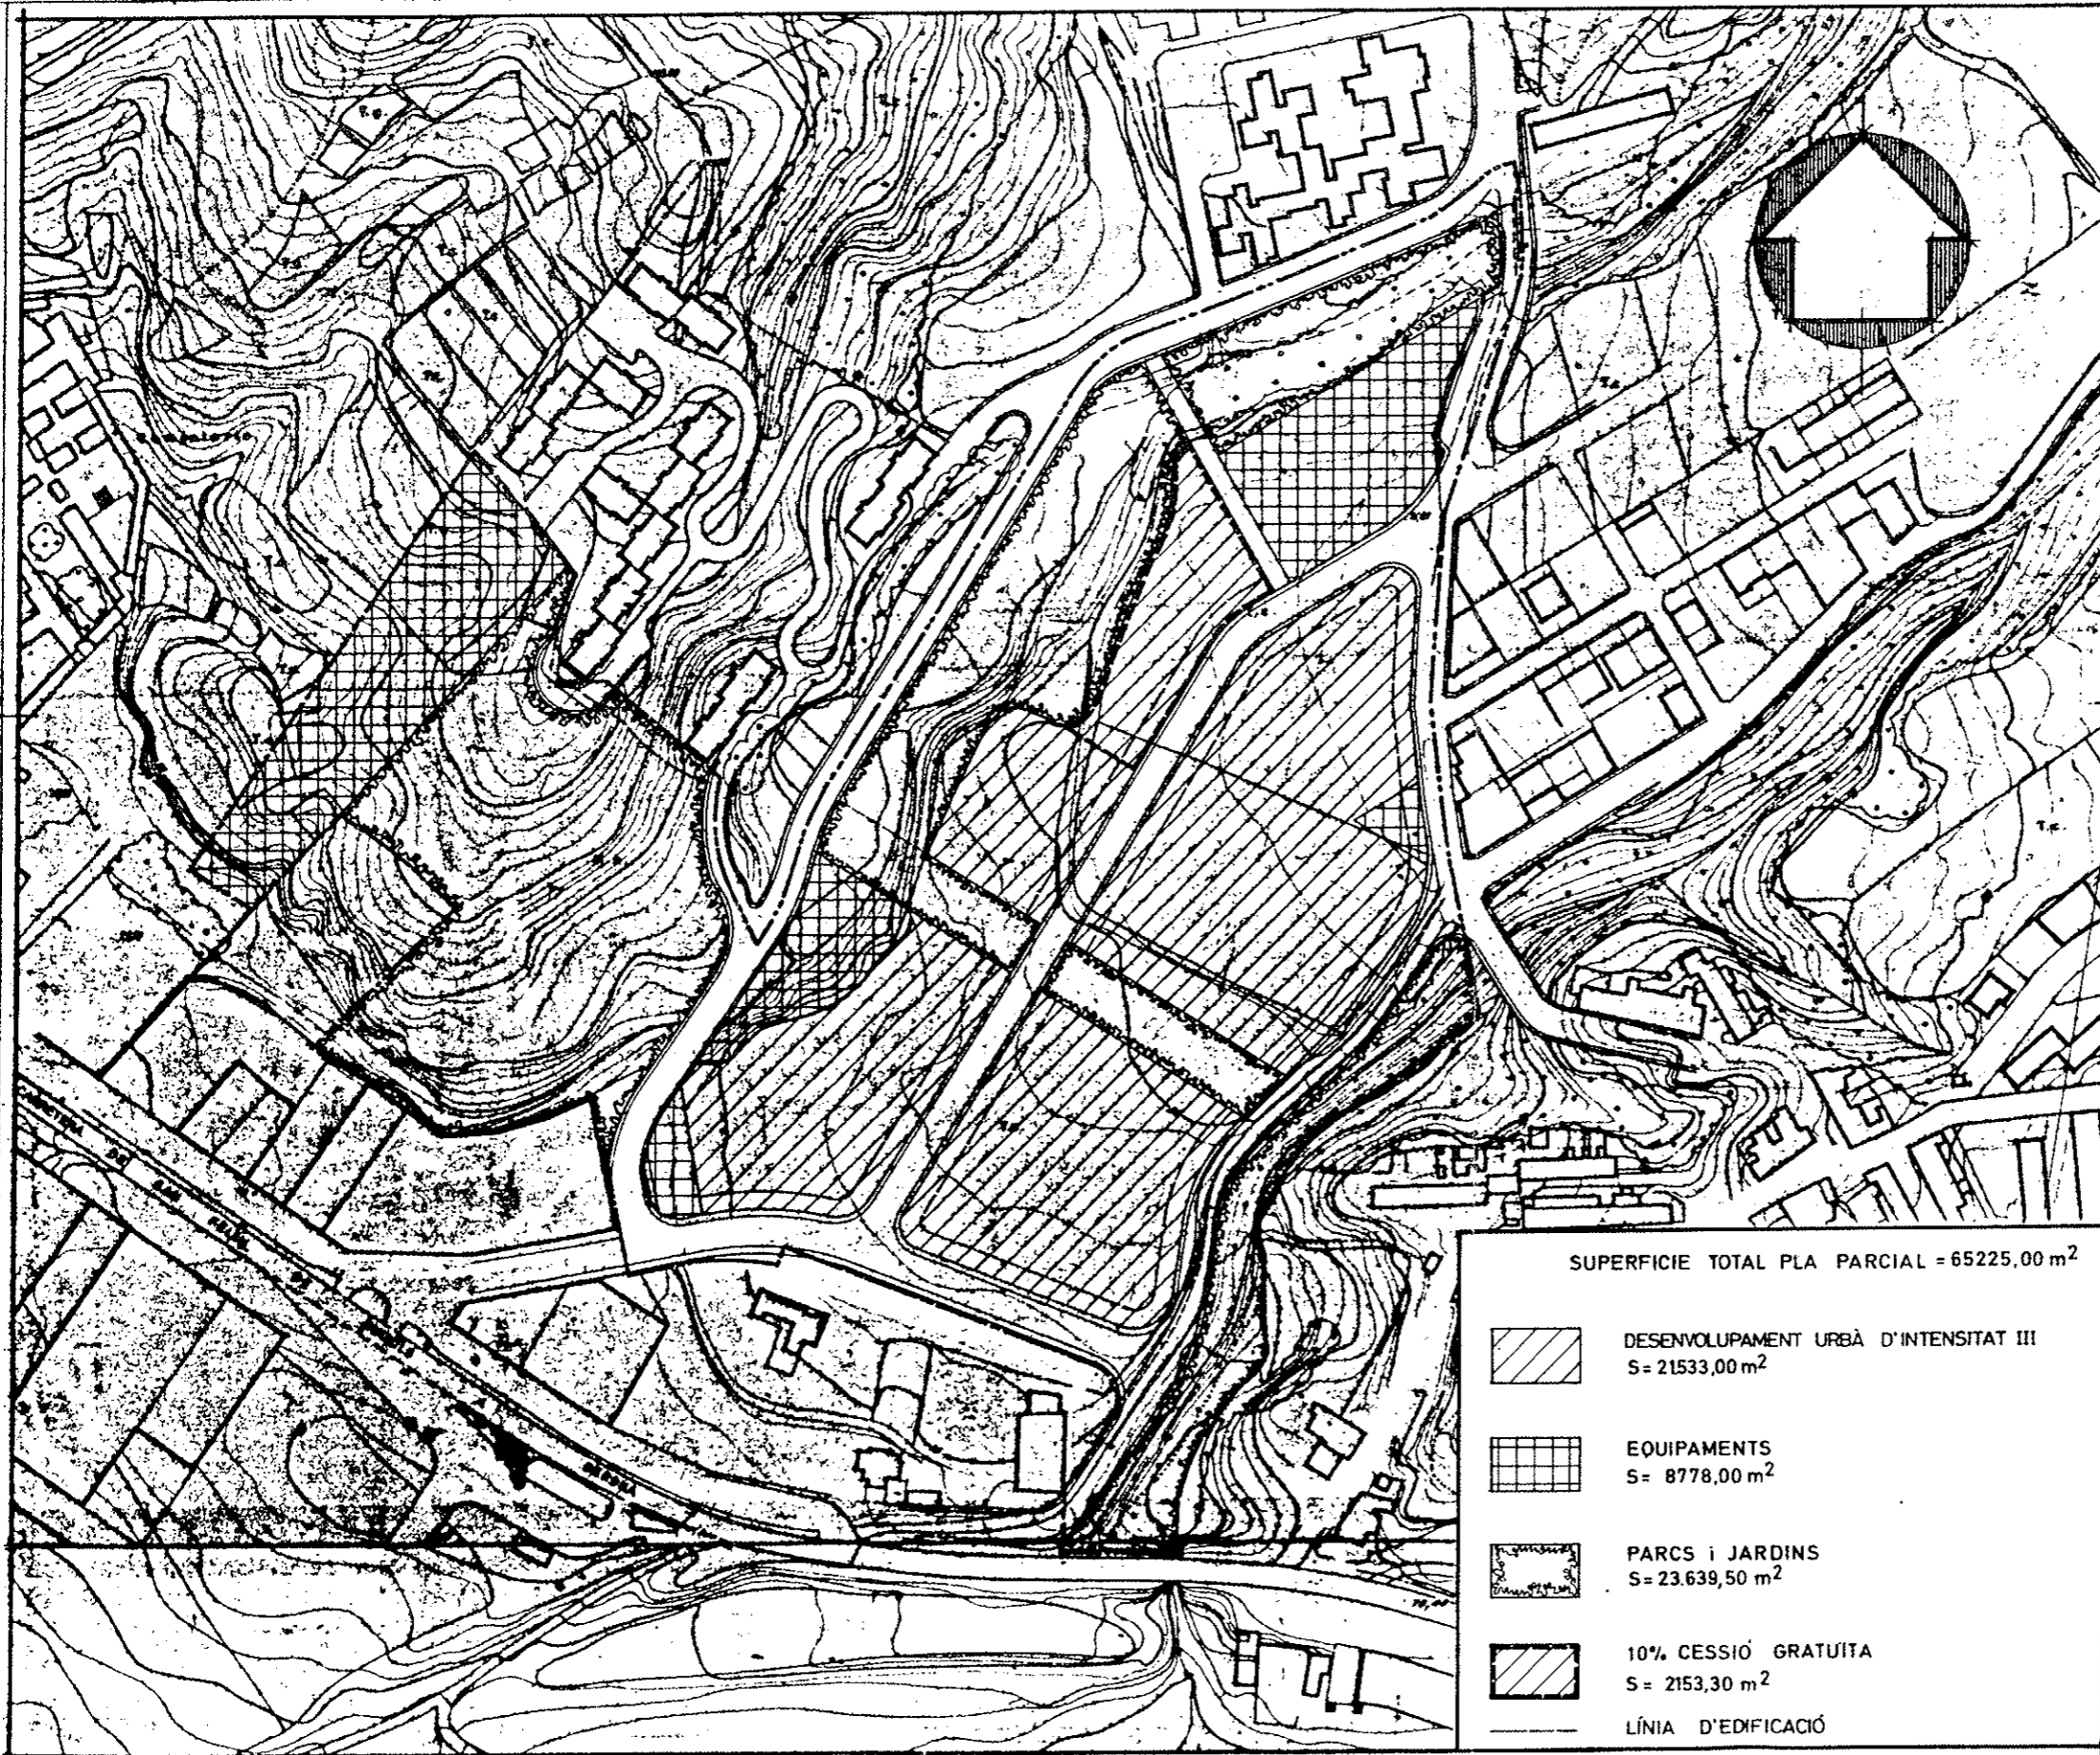 SUPERFICIE TOTAL PLA PARCIAL = 65225,00 m²
DESENVOLUPAMENT URBÀ D'INTENSITAT III
S= 21533,00 m²
EQUIPAMENTS
S= 8778,00 m²
PARCS i JARDINS
S= 23.639,50 m²
10% CESSIÓ GRATUÏTA
S= 2153,30 m²
LÍNIA D'EDIFICACIÓ